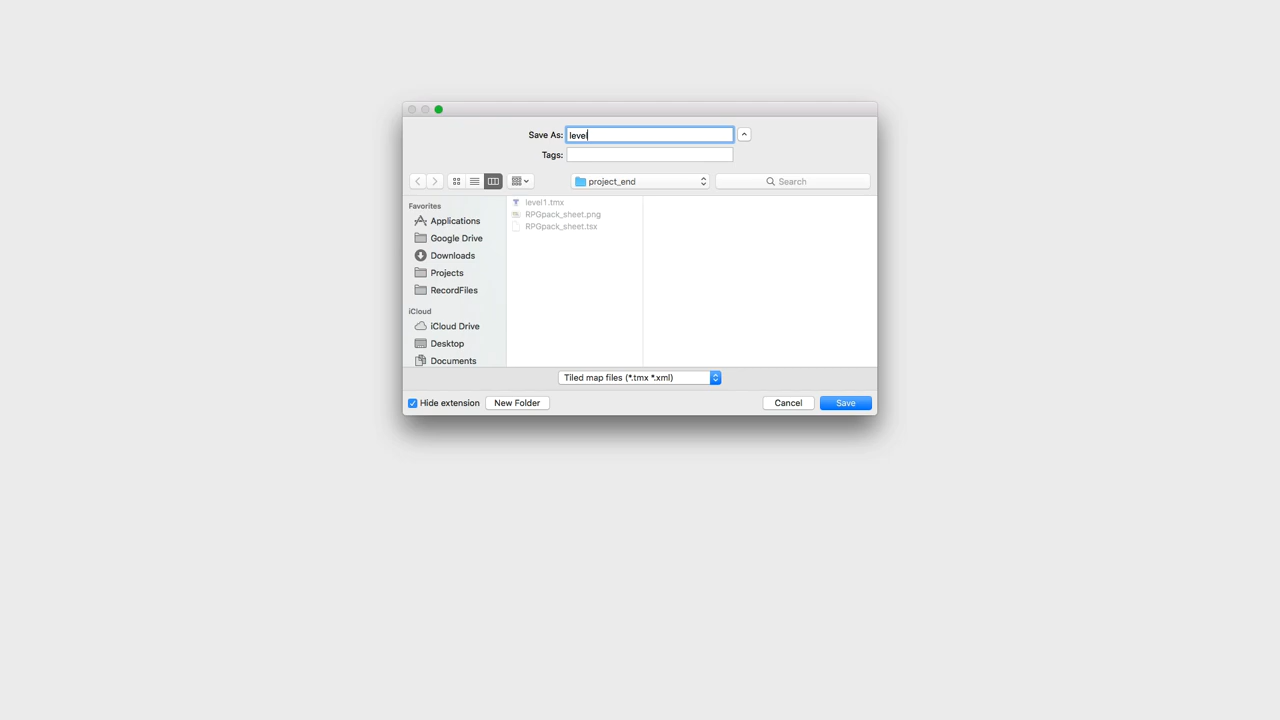 Save As: level
Tags:
project_end
Search
Favorites
Applications
Google Drive
Downloads
Projects
RecordFiles
iCloud
iCloud Drive
Desktop
Documents
level1.tmx
RPGpack_sheet.png
RPGpack_sheet.tsx
Tiled map files (*.tmx *.xml)
Hide extension New Folder Cancel Save